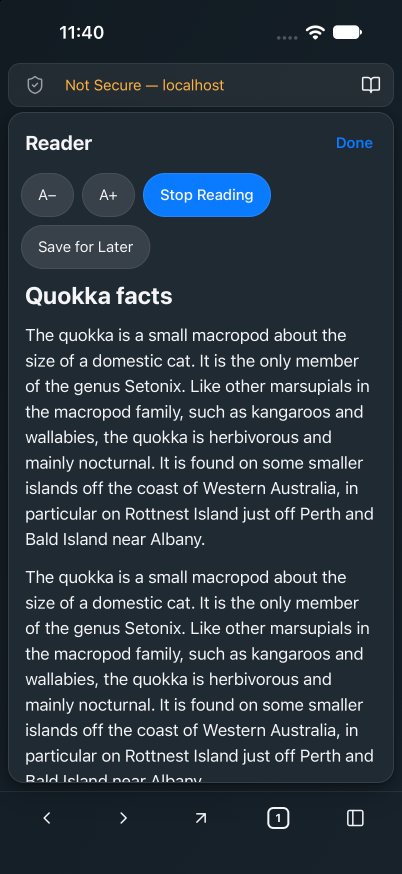 11:40
Not Secure — localhost
Reader
Done
A−
A+
Stop Reading
Save for Later
Quokka facts
The quokka is a small macropod about the
size of a domestic cat. It is the only member
of the genus Setonix. Like other marsupials in
the macropod family, such as kangaroos and
wallabies, the quokka is herbivorous and
mainly nocturnal. It is found on some smaller
islands off the coast of Western Australia, in
particular on Rottnest Island just off Perth and
Bald Island near Albany.
The quokka is a small macropod about the
size of a domestic cat. It is the only member
of the genus Setonix. Like other marsupials in
the macropod family, such as kangaroos and
wallabies, the quokka is herbivorous and
mainly nocturnal. It is found on some smaller
islands off the coast of Western Australia, in
particular on Rottnest Island just off Perth and
Bald Island near Albany.
1